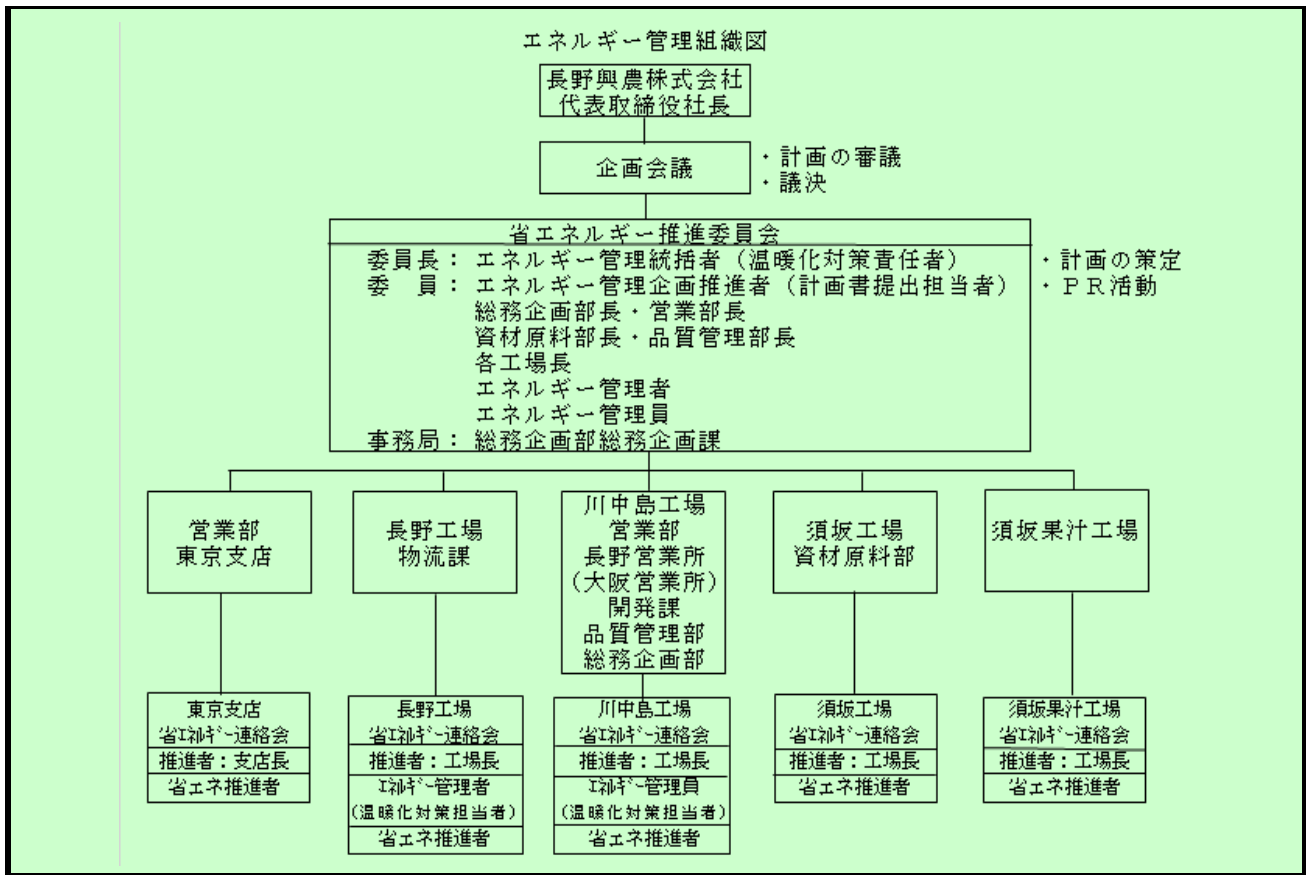 エネルギー管理組織図
長野興農株式会社
代表取締役社長
企画会議
・計画の審議
・議決
省エネルギー推進委員会
委員長：エネルギー管理統括者（温暖化対策責任者）
・計画の策定
委　員：エネルギー管理企画推進者（計画書提出担当者）
・ＰＲ活動
総務企画部長・営業部長
資材原料部長・品質管理部長
各工場長
エネルギー管理者
エネルギー管理員
事務局：総務企画部総務企画課
営業部
東京支店
長野工場
物流課
川中島工場
営業部
長野営業所
(大阪営業所)
開発課
品質管理部
総務企画部
須坂工場
資材原料部
須坂果汁工場
東京支店
省ｴﾈﾙｷﾞｰ連絡会
推進者：支店長
省エネ推進者
長野工場
省ｴﾈﾙｷﾞｰ連絡会
推進者：工場長
ｴﾈﾙｷﾞｰ管理者
(温暖化対策担当者)
省エネ推進者
川中島工場
省ｴﾈﾙｷﾞｰ連絡会
推進者：工場長
ｴﾈﾙｷﾞｰ管理員
(温暖化対策担当者)
省エネ推進者
須坂工場
省ｴﾈﾙｷﾞｰ連絡会
推進者：工場長
省エネ推進者
須坂果汁工場
省ｴﾈﾙｷﾞｰ連絡会
推進者：工場長
省エネ推進者